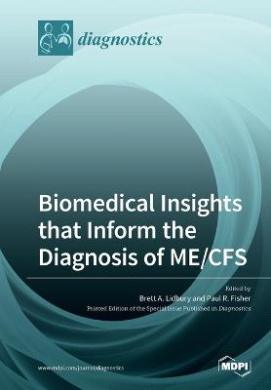 diagnostics
Biomedical Insights
that Inform the
Diagnosis of ME/CFS
Edited by
Brett A. Lidbury and Paul R. Fisher
Printed Edition of the Special Issue Published in Diagnostics
www.mdpi.com/journal/diagnostics
MDPI